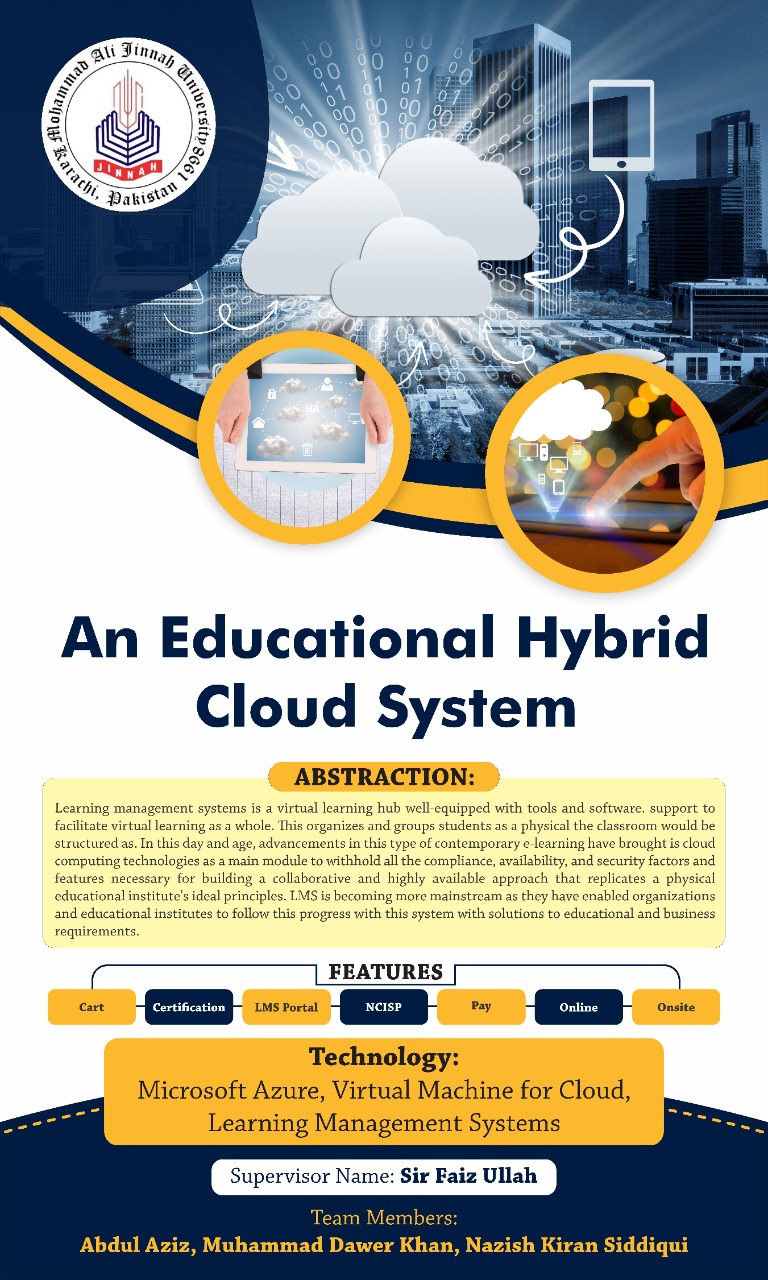 Mohammad Ali Jinnah University
Karachi, Pakistan 1998
JINNAH
An Educational Hybrid
Cloud System
ABSTRACTION:
Learning management systems is a virtual learning hub well-equipped with tools and software. support to
facilitate virtual learning as a whole. This organizes and groups students as a physical the classroom would be
structured as. In this day and age, advancements in this type of contemporary e-learning have brought is cloud
computing technologies as a main module to withhold all the compliance, availability, and security factors and
features necessary for building a collaborative and highly available approach that replicates a physical
educational institute's ideal principles. LMS is becoming more mainstream as they have enabled organizations
and educational institutes to follow this progress with this system with solutions to educational and business
requirements.
FEATURES
Cart Certification LMS Portal NCISP Pay Online Onsite
Technology:
Microsoft Azure, Virtual Machine for Cloud,
Learning Management Systems
Supervisor Name: Sir Faiz Ullah
Team Members:
Abdul Aziz, Muhammad Dawer Khan, Nazish Kiran Siddiqui